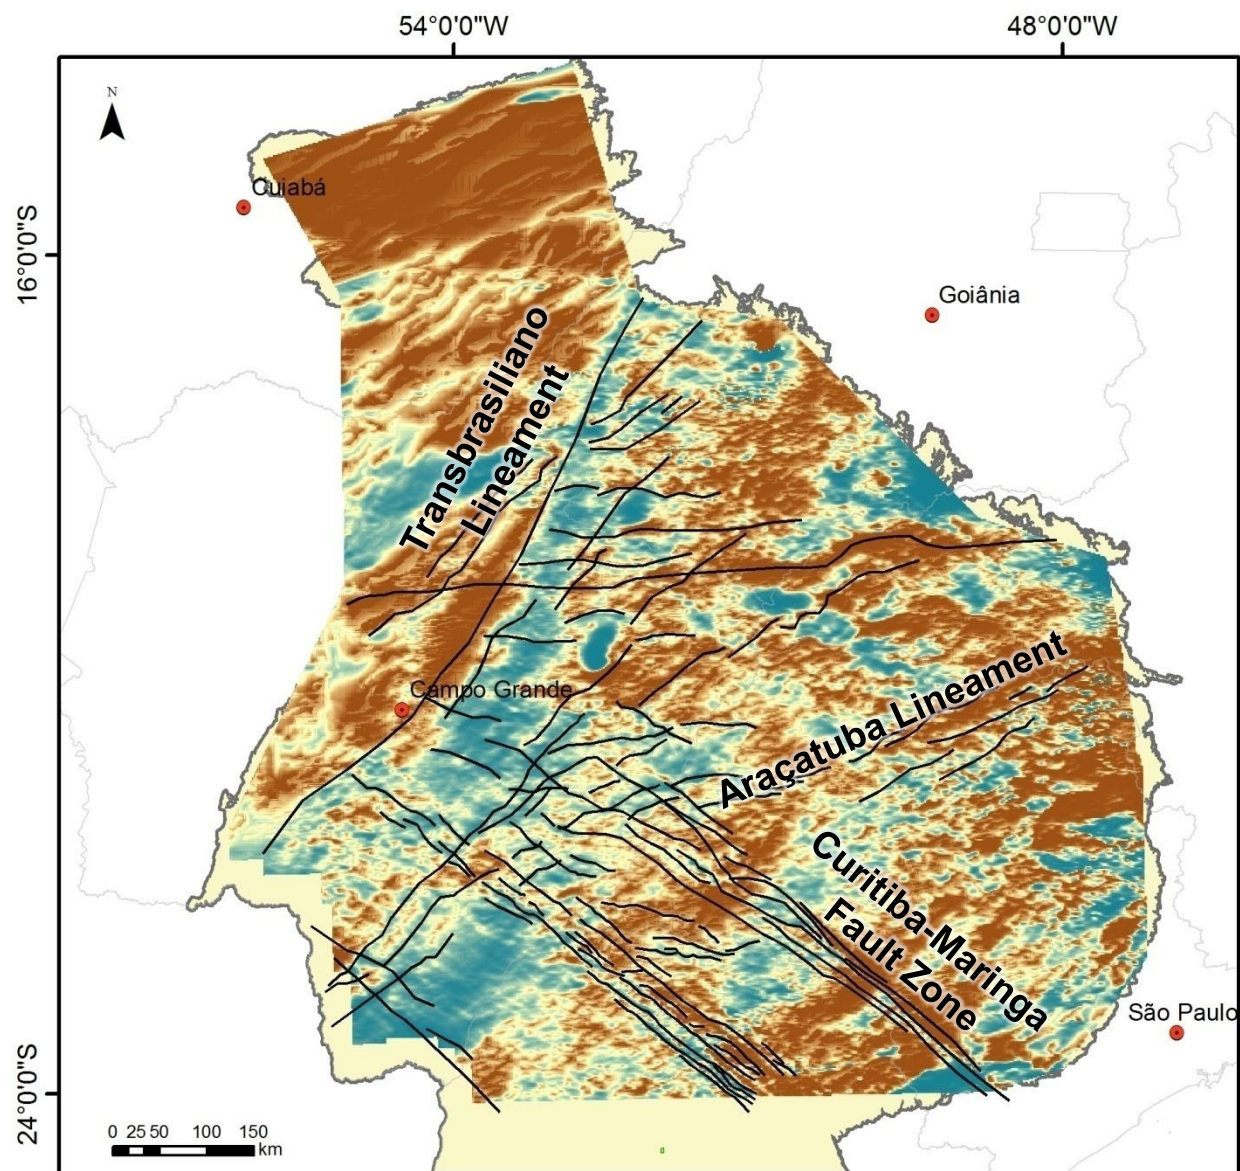 54°0'0"W
48°0'0"W
N
Cuiabá
16°0'0"S
Goiânia
Transbrasiliano
Lineament
Campo Grande
Araçatuba Lineament
Curitiba-Maringa
Fault Zone
São Paulo
24°0'0"S
0 25 50 100 150
km